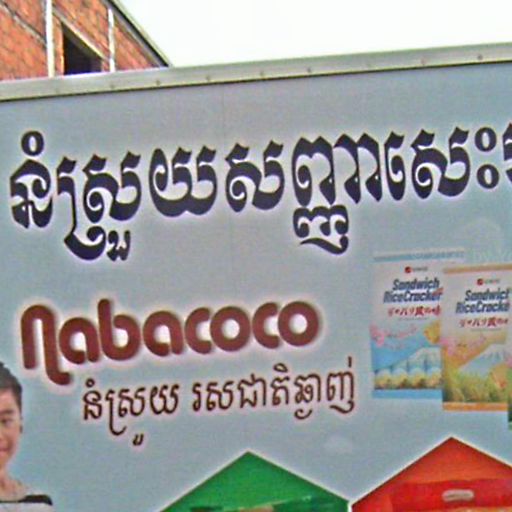 នំស្រួយសញ្ញាសេះ
Nabacoco
នំស្រួយ រសជាតិឆ្ងាញ់
Sandwich
RiceCracker
Sandwich
RiceCracker